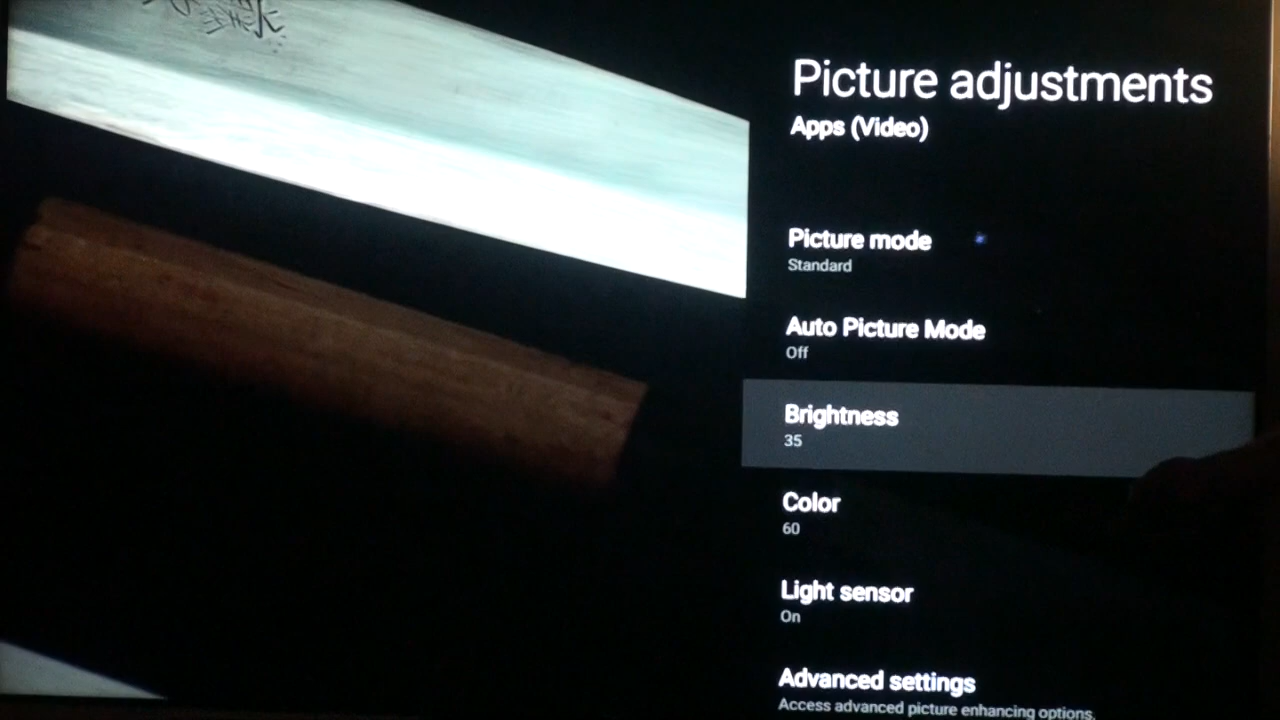 Picture adjustments
Apps (Video)
Picture mode
Standard
Auto Picture Mode
Off
Brightness
35
Color
60
Light sensor
On
Advanced settings
Access advanced picture enhancing options.